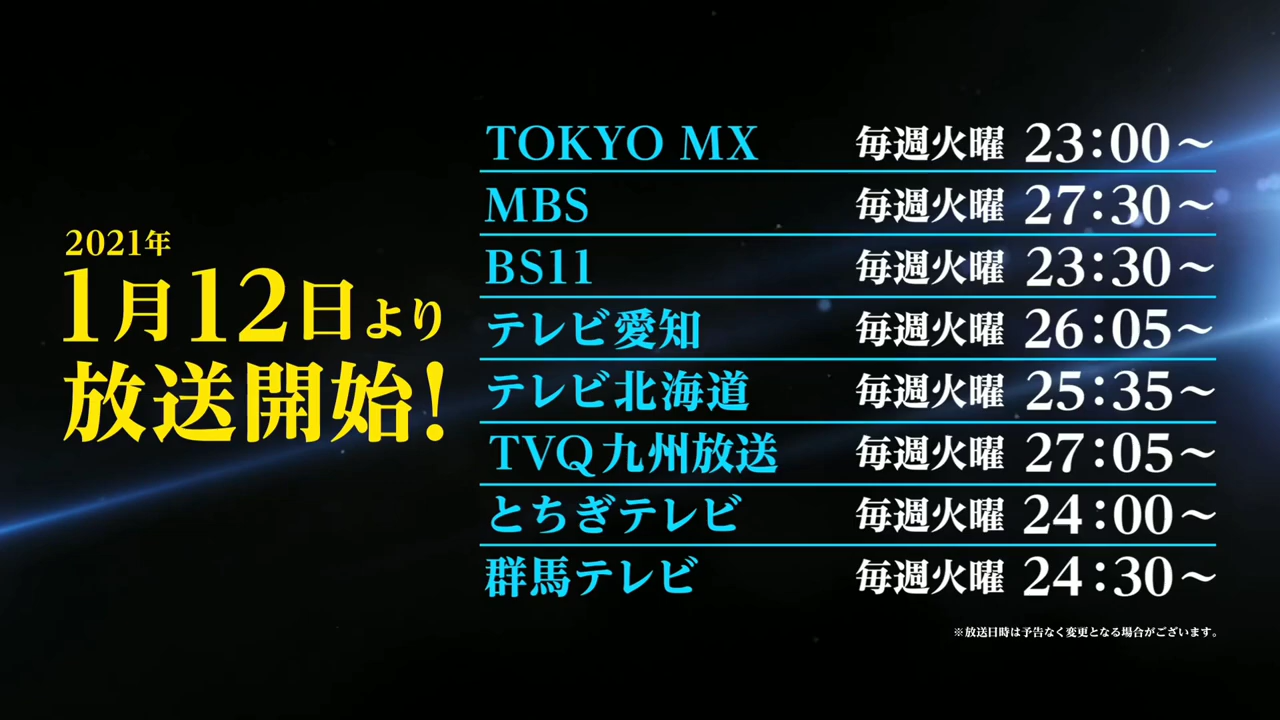 2021年
1月12日より
放送開始!
TOKYO MX 毎週火曜 23:00~
MBS 毎週火曜 27:30~
BS11 毎週火曜 23:30~
テレビ愛知 毎週火曜 26:05~
テレビ北海道 毎週火曜 25:35~
TVQ九州放送 毎週火曜 27:05~
とちぎテレビ 毎週火曜 24:00~
群馬テレビ 毎週火曜 24:30~
※放送日時は予告なく変更となる場合がございます。